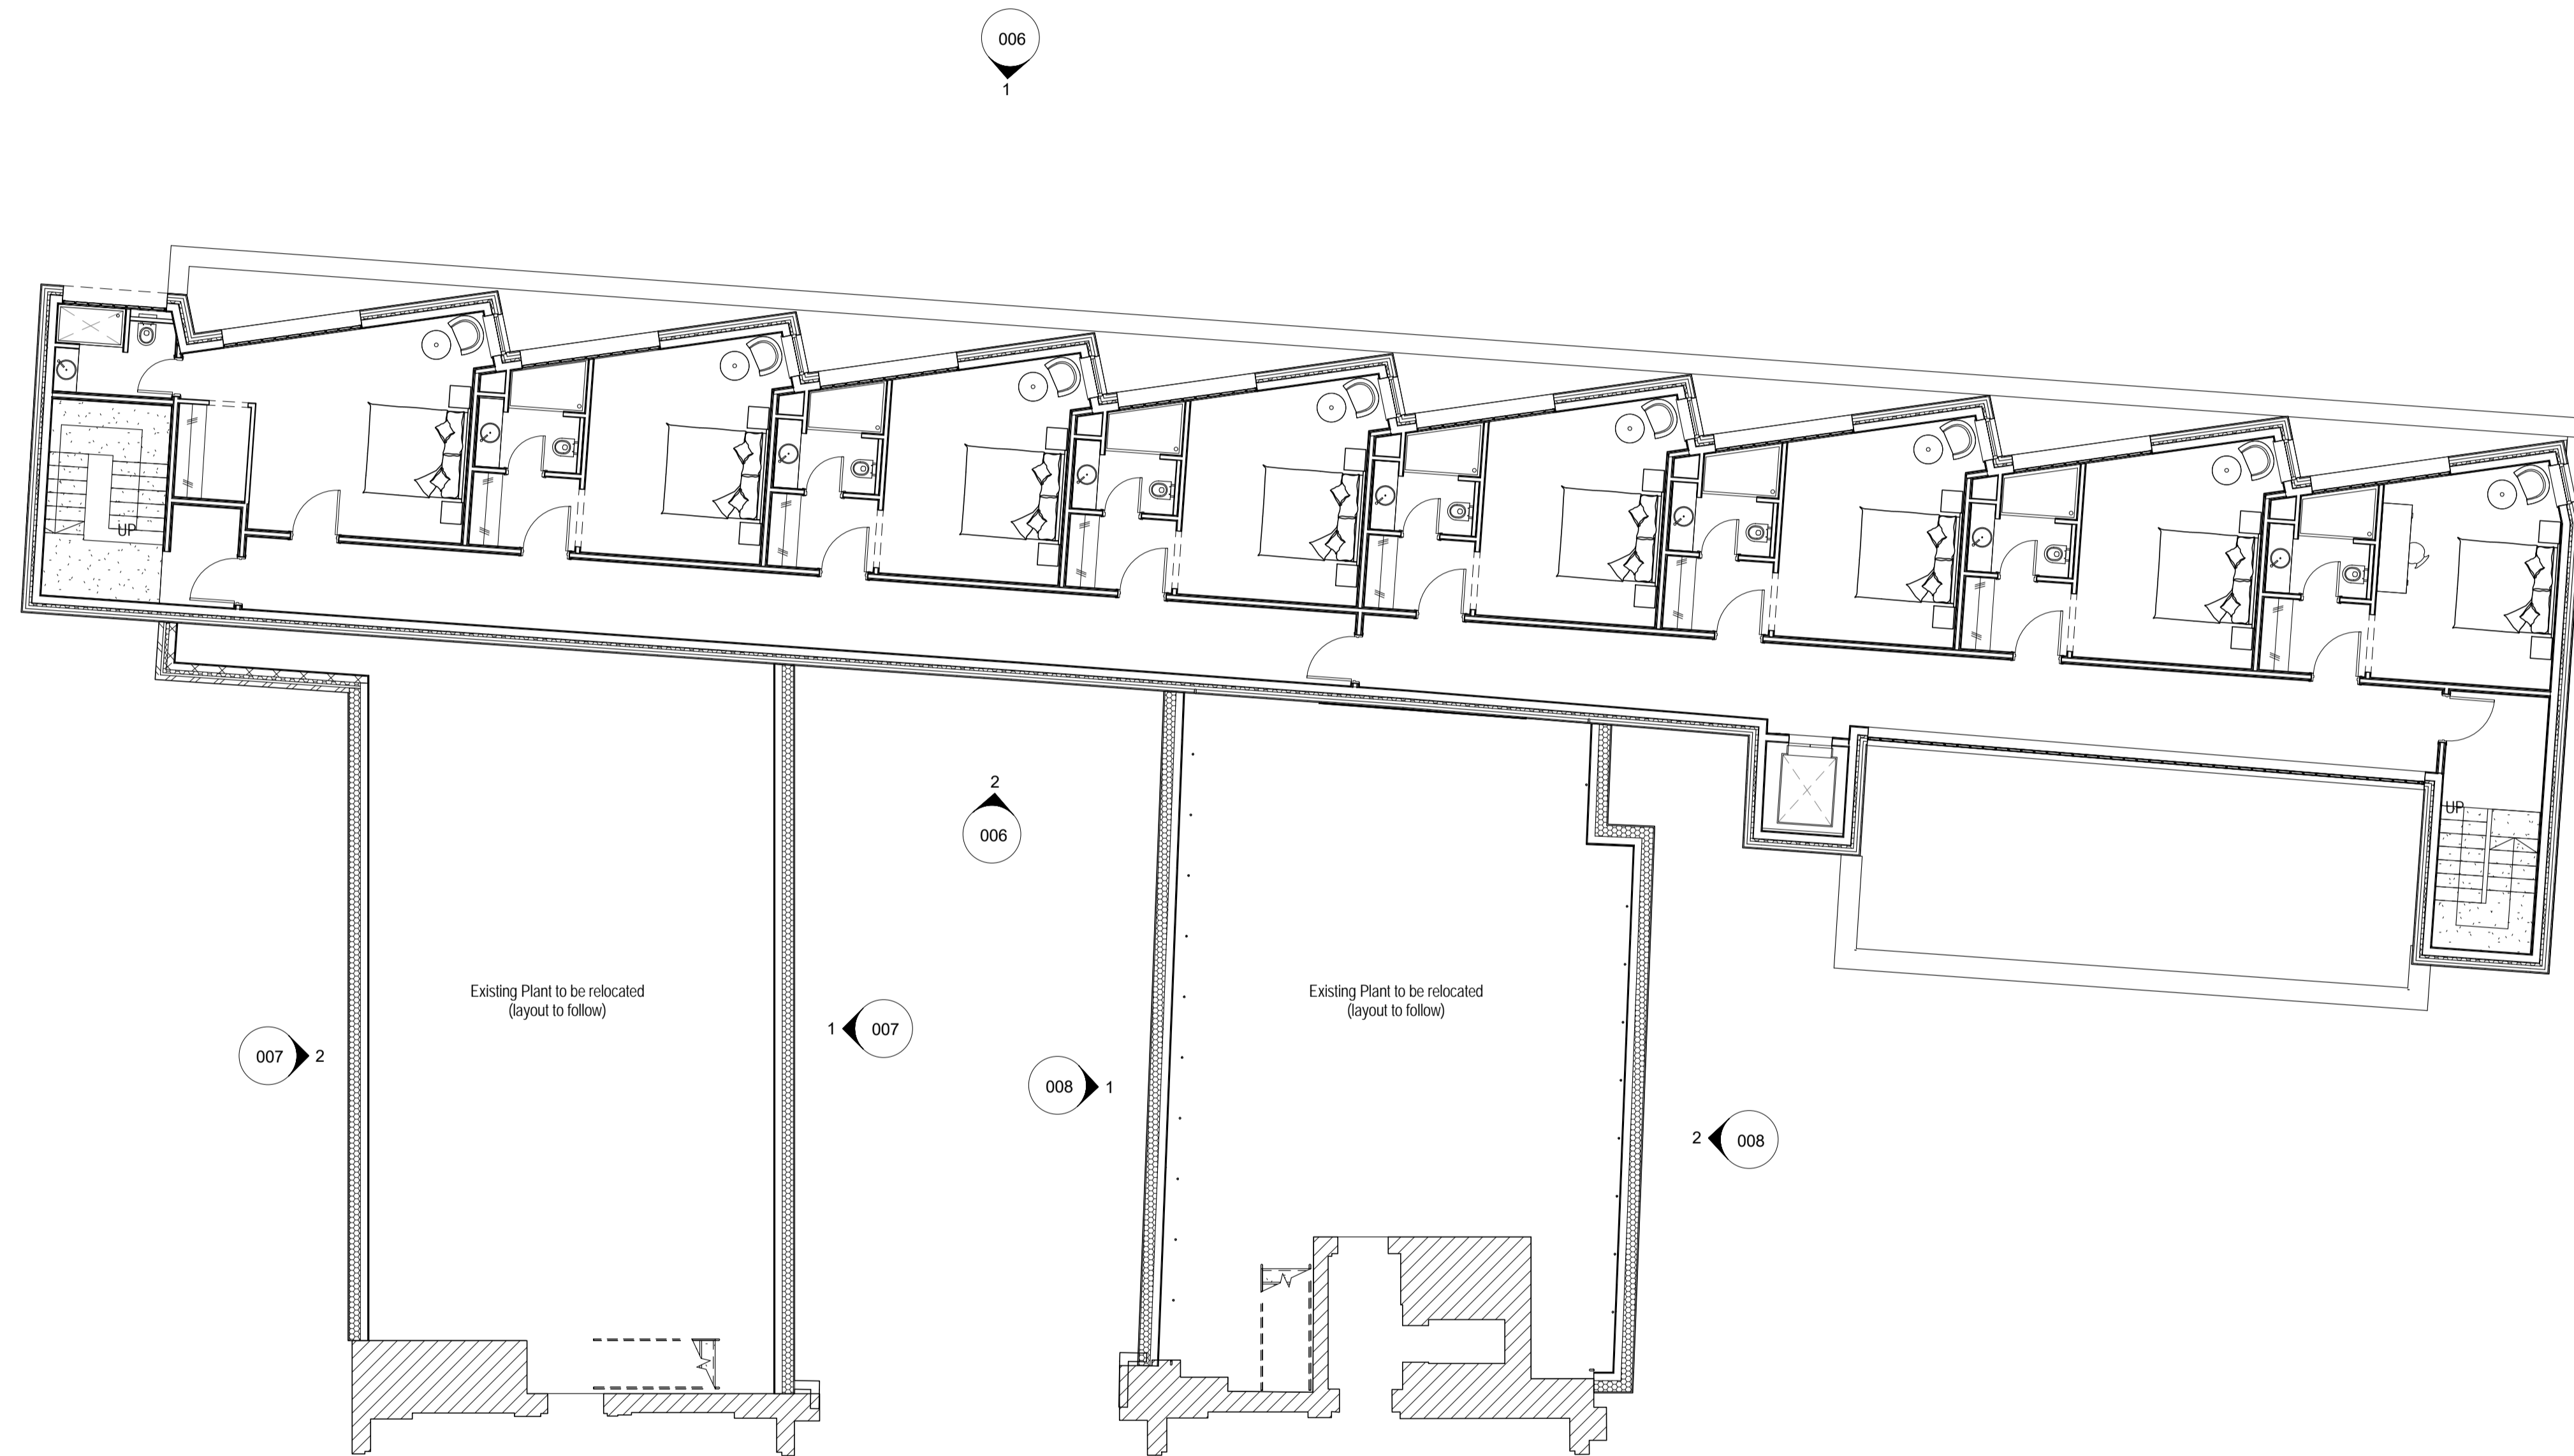 006
1
UP
UP
2
006
Existing Plant to be relocated
(layout to follow)
Existing Plant to be relocated
(layout to follow)
007 2
1 007
008 1
2 008